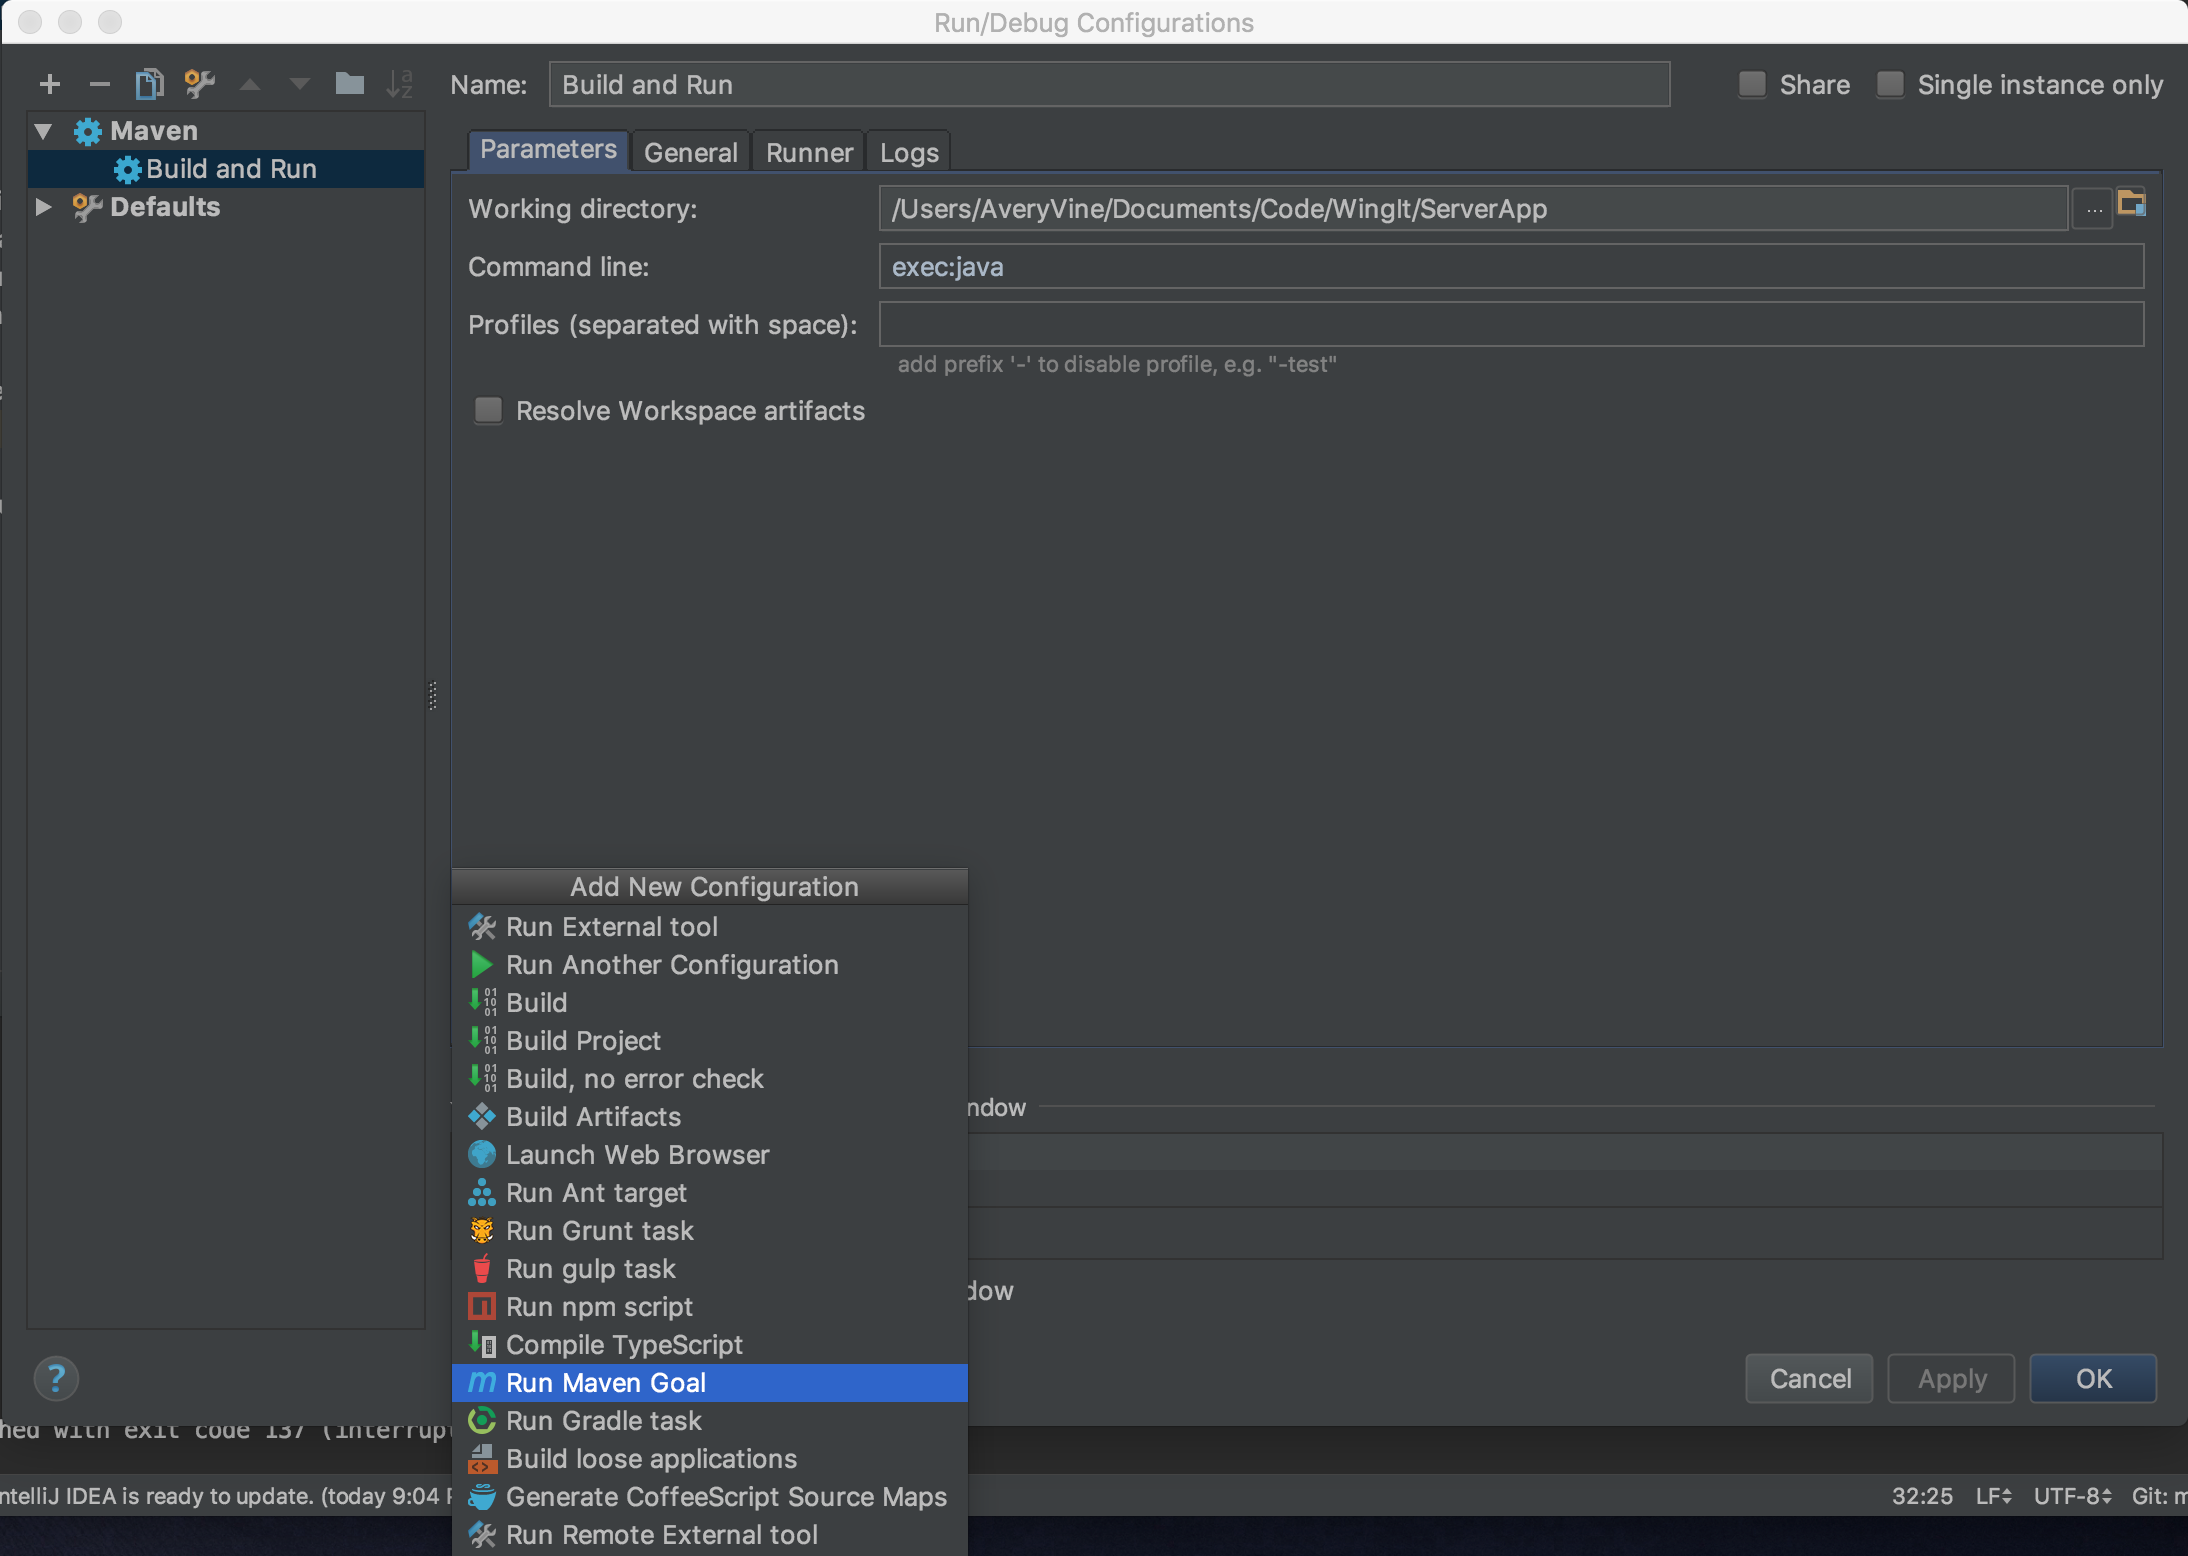 Run/Debug Configurations
Name: Build and Run Share Single instance only
Maven
Build and Run
Defaults
Parameters General Runner Logs
Working directory: /Users/AveryVine/Documents/Code/WingIt/ServerApp ...
Command line: exec:java
Profiles (separated with space):
add prefix '-' to disable profile, e.g. "-test"
Resolve Workspace artifacts
Add New Configuration
Run External tool
Run Another Configuration
Build
Build Project
Build, no error check
Build Artifacts
Launch Web Browser
Run Ant target
Run Grunt task
Run gulp task
Run npm script
Compile TypeScript
Run Maven Goal
Run Gradle task
Build loose applications
Generate CoffeeScript Source Maps
Run Remote External tool
ndow
dow
? Cancel Apply OK
hed with exit code 137 (interrupt
ntelliJ IDEA is ready to update. (today 9:04 P
32:25 LF UTF-8 Git: m